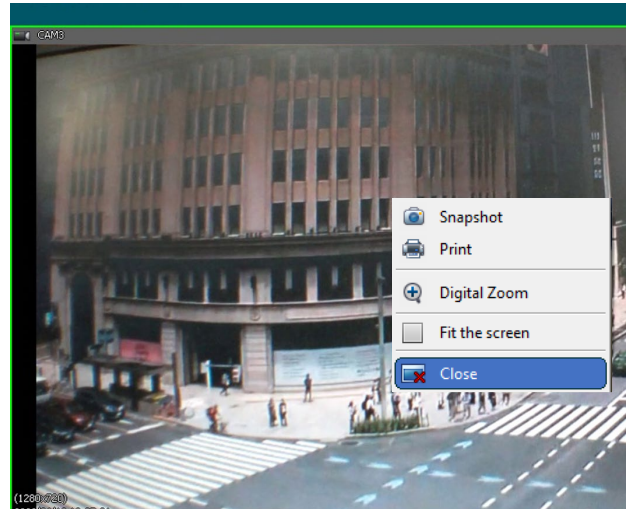 CAM3
Snapshot
Print
Digital Zoom
Fit the screen
Close
(1280x720)